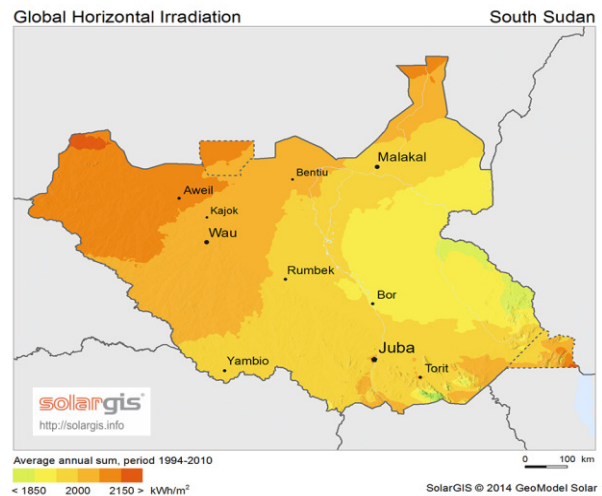 Global Horizontal Irradiation South Sudan
Malakal
Bentiu
Aweil
Kajok
Wau
Rumbek
Bor
Juba
Yambio
Torit
solargis
http://solargis.info
Average annual sum, period 1994-2010
0 100 km
< 1850 2000 2150 > kWh/m²
SolarGIS © 2014 GeoModel Solar